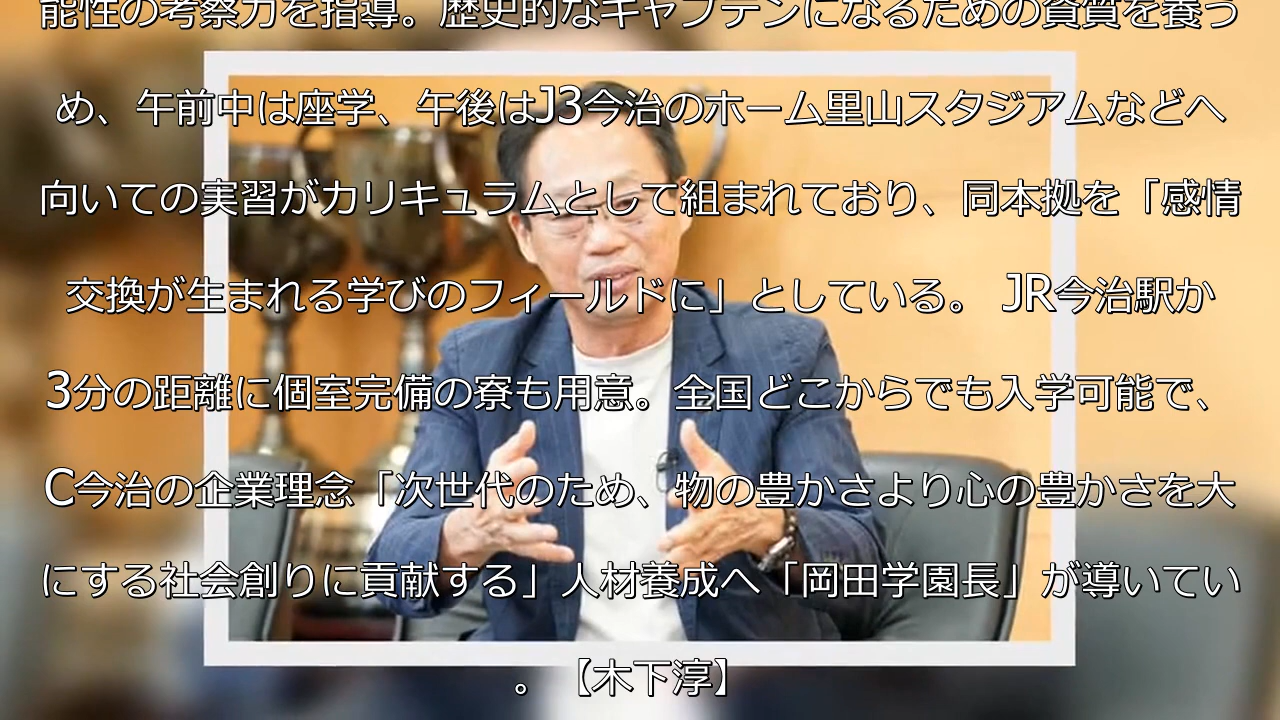 能性の考察力を指導。歴史的なキャプテンになるための資質を養う
め、午前中は座学、午後はJ3今治のホーム里山スタジアムなどへ
向いての実習がカリキュラムとして組まれており、同本拠を「感情
交換が生まれる学びのフィールドに」としている。 JR今治駅か
3分の距離に個室完備の寮も用意。全国どこからでも入学可能で、
C今治の企業理念「次世代のため、物の豊かさより心の豊かさを大
にする社会創りに貢献する」人材養成へ「岡田学園長」が導いてい
。【木下淳】